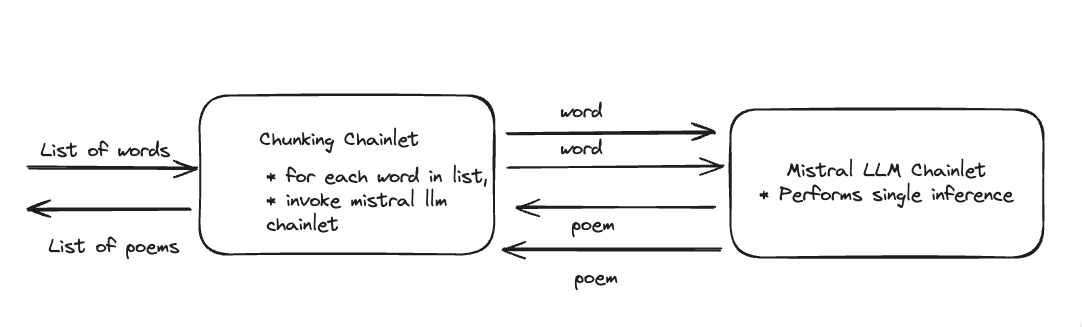 List of words
List of poems
Chunking Chainlet
* for each word in list,
* invoke mistral llm
chainlet
word
word
poem
poem
Mistral LLM Chainlet
* Performs single inference